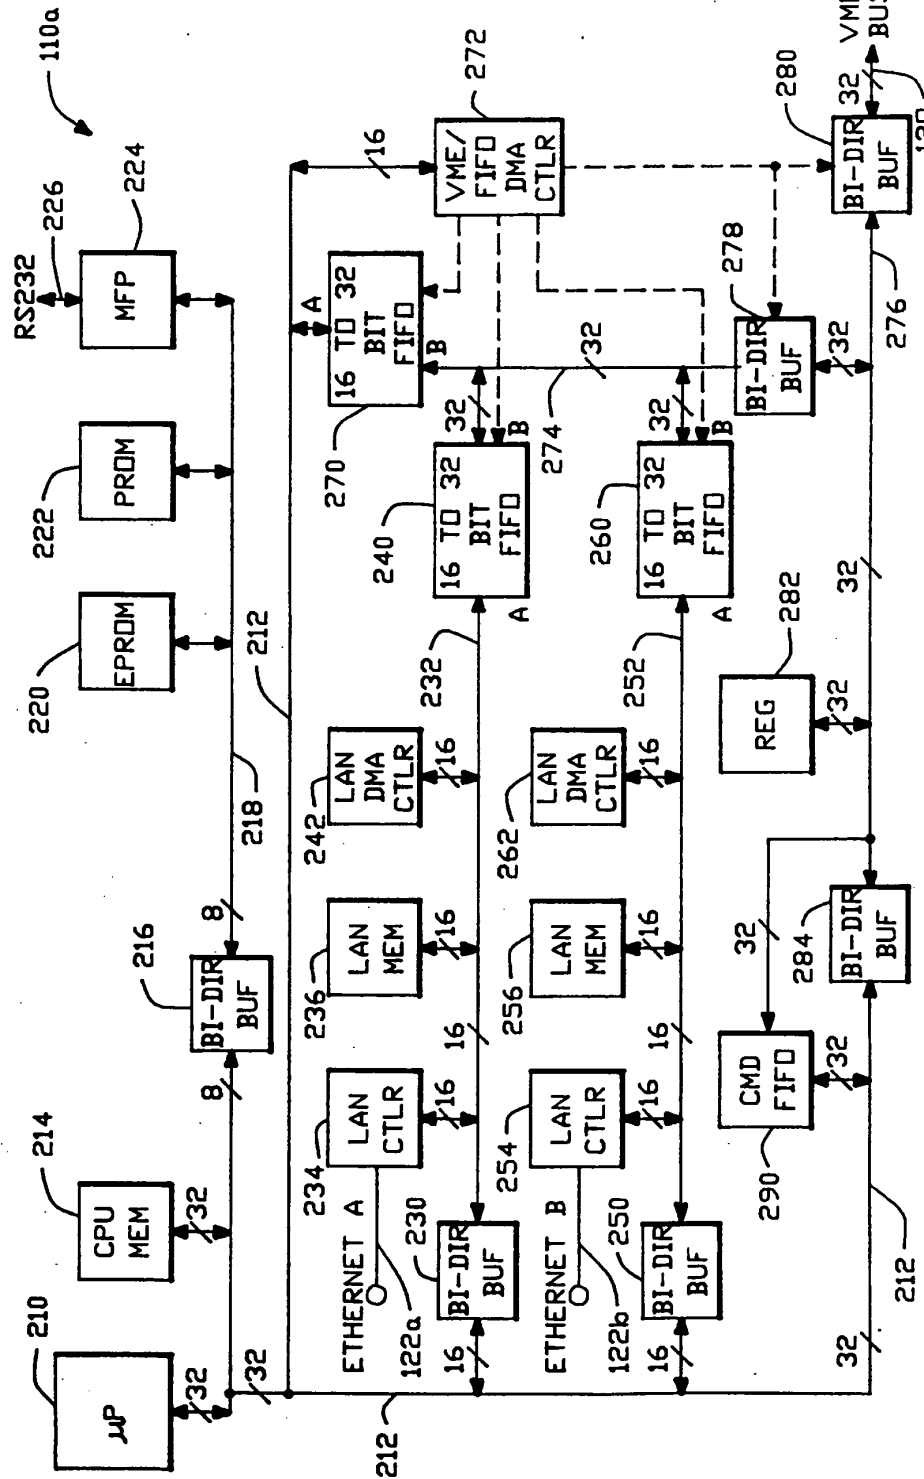 110a
210
μP
32
214
CPU
MEM
32
8
216
BI-DIR
BUF
8
218
220
EPROM
222
PROM
RS232
226
224
MFP
32
212
212
16
272
VME/
FIFO
DMA
CTLR
ETHERNET A
122a
234
LAN
CTLR
16
236
LAN
MEM
16
242
LAN
DMA
CTLR
16
16
230
BI-DIR
BUF
16
232
270
16 TO 32
BIT
FIFO
A
B
240
16 TO 32
BIT
FIFO
A
B
32
274
32
ETHERNET B
122b
254
LAN
CTLR
16
256
LAN
MEM
16
262
LAN
DMA
CTLR
16
16
250
BI-DIR
BUF
16
252
260
16 TO 32
BIT
FIFO
A
B
32
278
BI-DIR
BUF
32
290
CMD
FIFO
32
32
282
REG
32
212
32
284
BI-DIR
BUF
32
276
280
BI-DIR
BUF
32
VME
BUS